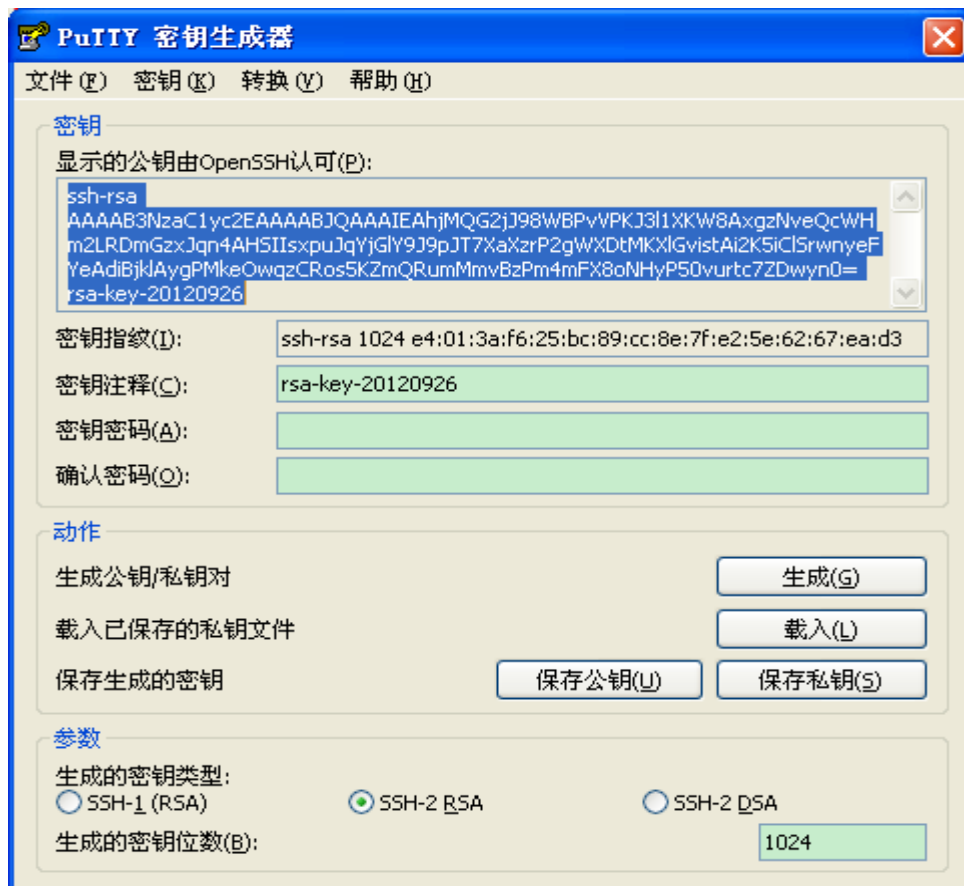 PuTTY 密钥生成器
文件(F) 密钥(K) 转换(V) 帮助(H)
密钥
显示的公钥由OpenSSH认可(P):
ssh-rsa
AAAAB3NzaC1yc2EAAAABJQAAAIEAhjMQG2jJ98WBPvVPKJ3l1XKW8AxgzNveQcWH
m2LRDmGzxJqn4AHSIIsxpuJqYjGlY9J9pJT7XaXzrP2gWXDtMKXlGvistAi2K5iClSrwnyeF
YeAdiBjklAygPMkeOwqzCRos5KZmQRumMmvBzPm4mFX8oNHyP50vurtc7ZDwyn0=
rsa-key-20120926
密钥指纹(I): ssh-rsa 1024 e4:01:3a:f6:25:bc:89:cc:8e:7f:e2:5e:62:67:ea:d3
密钥注释(C): rsa-key-20120926
密钥密码(A):
确认密码(O):
动作
生成公钥/私钥对 生成(G)
载入已保存的私钥文件 载入(L)
保存生成的密钥 保存公钥(U) 保存私钥(S)
参数
生成的密钥类型:
SSH-1 (RSA) SSH-2 RSA SSH-2 DSA
生成的密钥位数(B): 1024